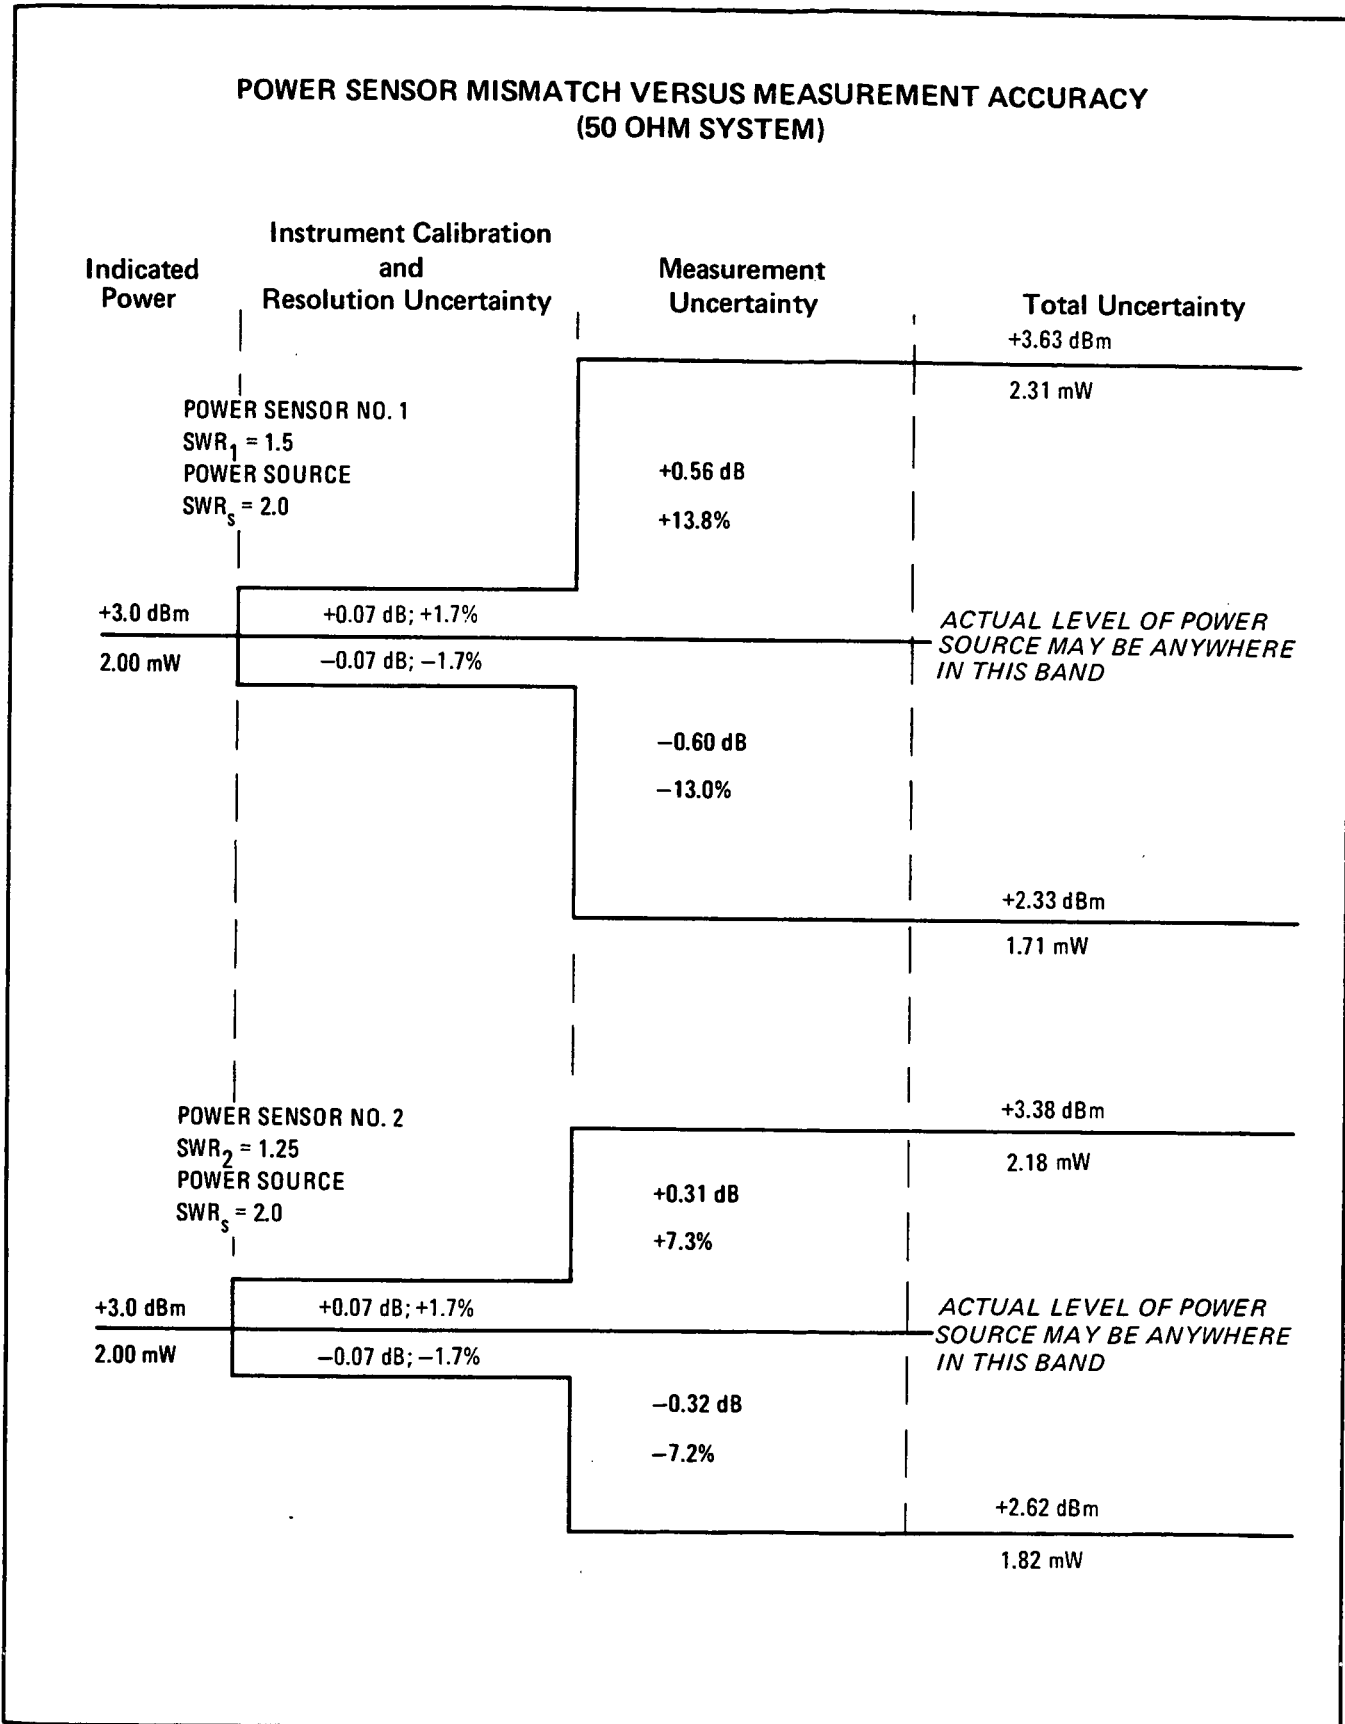 POWER SENSOR MISMATCH VERSUS MEASUREMENT ACCURACY
(50 OHM SYSTEM)
Indicated
Power
Instrument Calibration
and
Resolution Uncertainty
Measurement
Uncertainty
Total Uncertainty
+3.63 dBm
2.31 mW
POWER SENSOR NO. 1
SWR1 = 1.5
POWER SOURCE
SWRs = 2.0
+0.56 dB
+13.8%
+3.0 dBm
2.00 mW
+0.07 dB; +1.7%
−0.07 dB; −1.7%
ACTUAL LEVEL OF POWER
SOURCE MAY BE ANYWHERE
IN THIS BAND
−0.60 dB
−13.0%
+2.33 dBm
1.71 mW
POWER SENSOR NO. 2
SWR2 = 1.25
POWER SOURCE
SWRs = 2.0
+3.38 dBm
2.18 mW
+0.31 dB
+7.3%
+3.0 dBm
2.00 mW
+0.07 dB; +1.7%
−0.07 dB; −1.7%
ACTUAL LEVEL OF POWER
SOURCE MAY BE ANYWHERE
IN THIS BAND
−0.32 dB
−7.2%
+2.62 dBm
1.82 mW